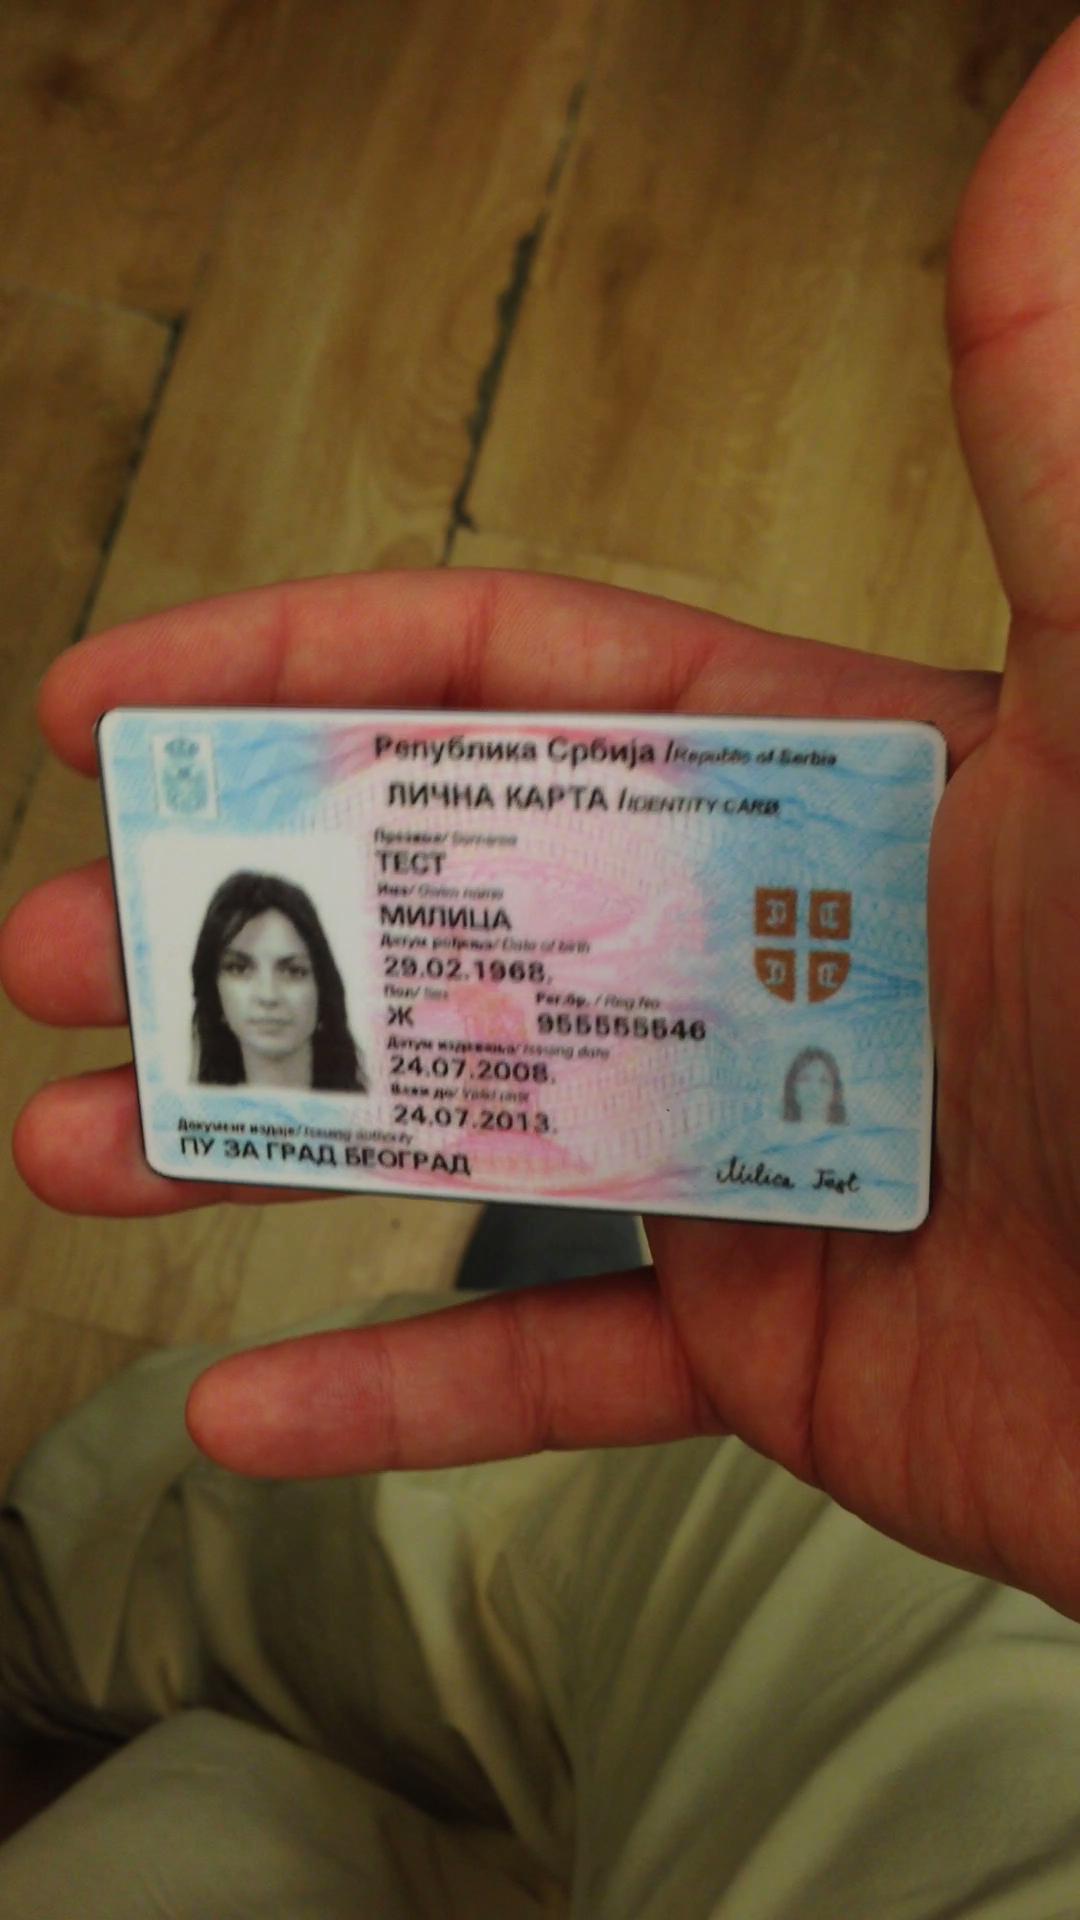 Република Србија / Republic of Serbia
ЛИЧНА КАРТА / IDENTITY CARD
Презиме/ Surname
ТЕСТ
Име/ Given name
МИЛИЦА
Датум рођења/ Date of birth
29.02.1968.
Пол/ Sex Рег.бр. / Reg No
Ж 955555546
Датум издавања/ Issuing date
24.07.2008.
Важи до/ Valid until
24.07.2013.
Документ издаје/ Issuing authority
ПУ ЗА ГРАД БЕОГРАД
Milica Test